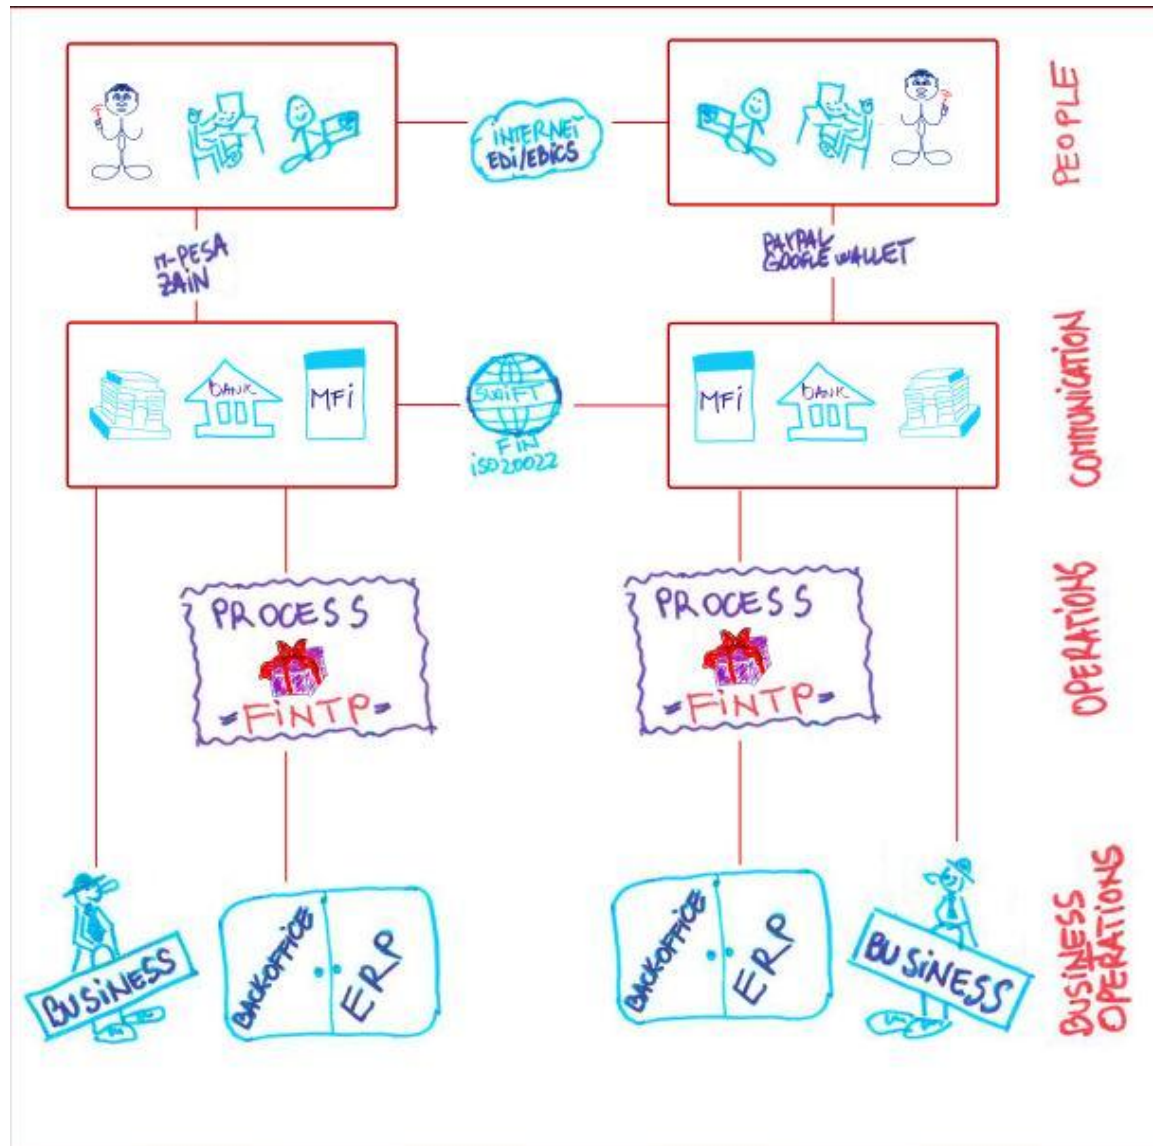 INTERNET
EDI/EBICS
PEOPLE
M-PESA
ZAIN
PAYPAL
GOOGLE WALLET
BANK
MFi
SWiFT
FIN
iSO20022
MFi
BANK
COMMUNiCATiON
PROCESS
=FiNTP=
PROCESS
=FiNTP=
OPERATiONS
BUSiNESS
BACKOFFiCE
ERP
BACKOFFiCE
ERP
BUSiNESS
BUSiNESS
OPERATiONS